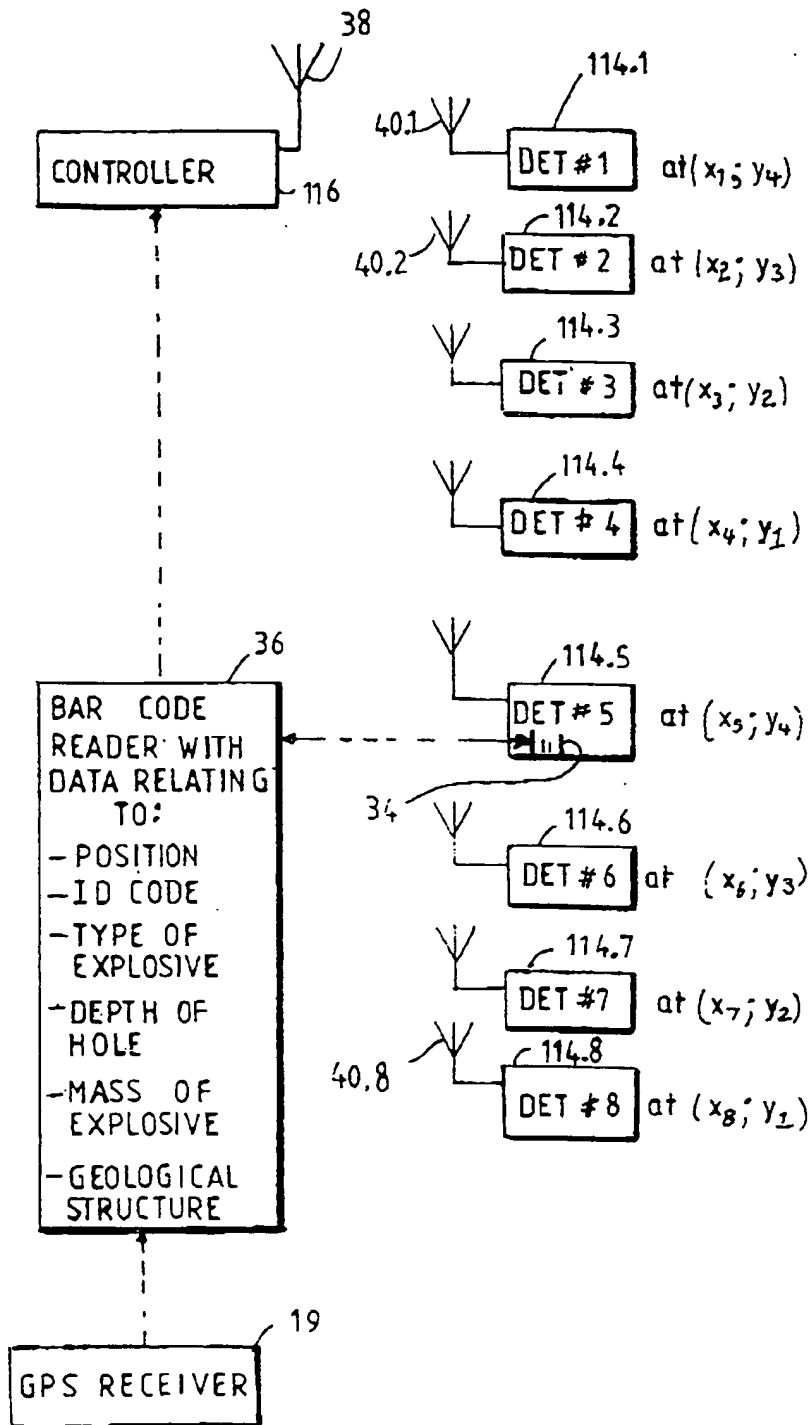 38
114.1
40.1
CONTROLLER
DET #1 at (x1; y4)
116
114.2
40.2
DET #2 at (x2; y3)
114.3
DET #3 at (x3; y2)
114.4
DET #4 at (x4; y1)
36
114.5
BAR CODE
READER WITH
DATA RELATING
TO:
- POSITION
- ID CODE
- TYPE OF
EXPLOSIVE
- DEPTH OF
HOLE
- MASS OF
EXPLOSIVE
- GEOLOGICAL
STRUCTURE
DET #5 at (x5; y4)
34
114.6
DET #6 at (x6; y3)
114.7
DET #7 at (x7; y2)
40.8
114.8
DET #8 at (x8; y1)
19
GPS RECEIVER